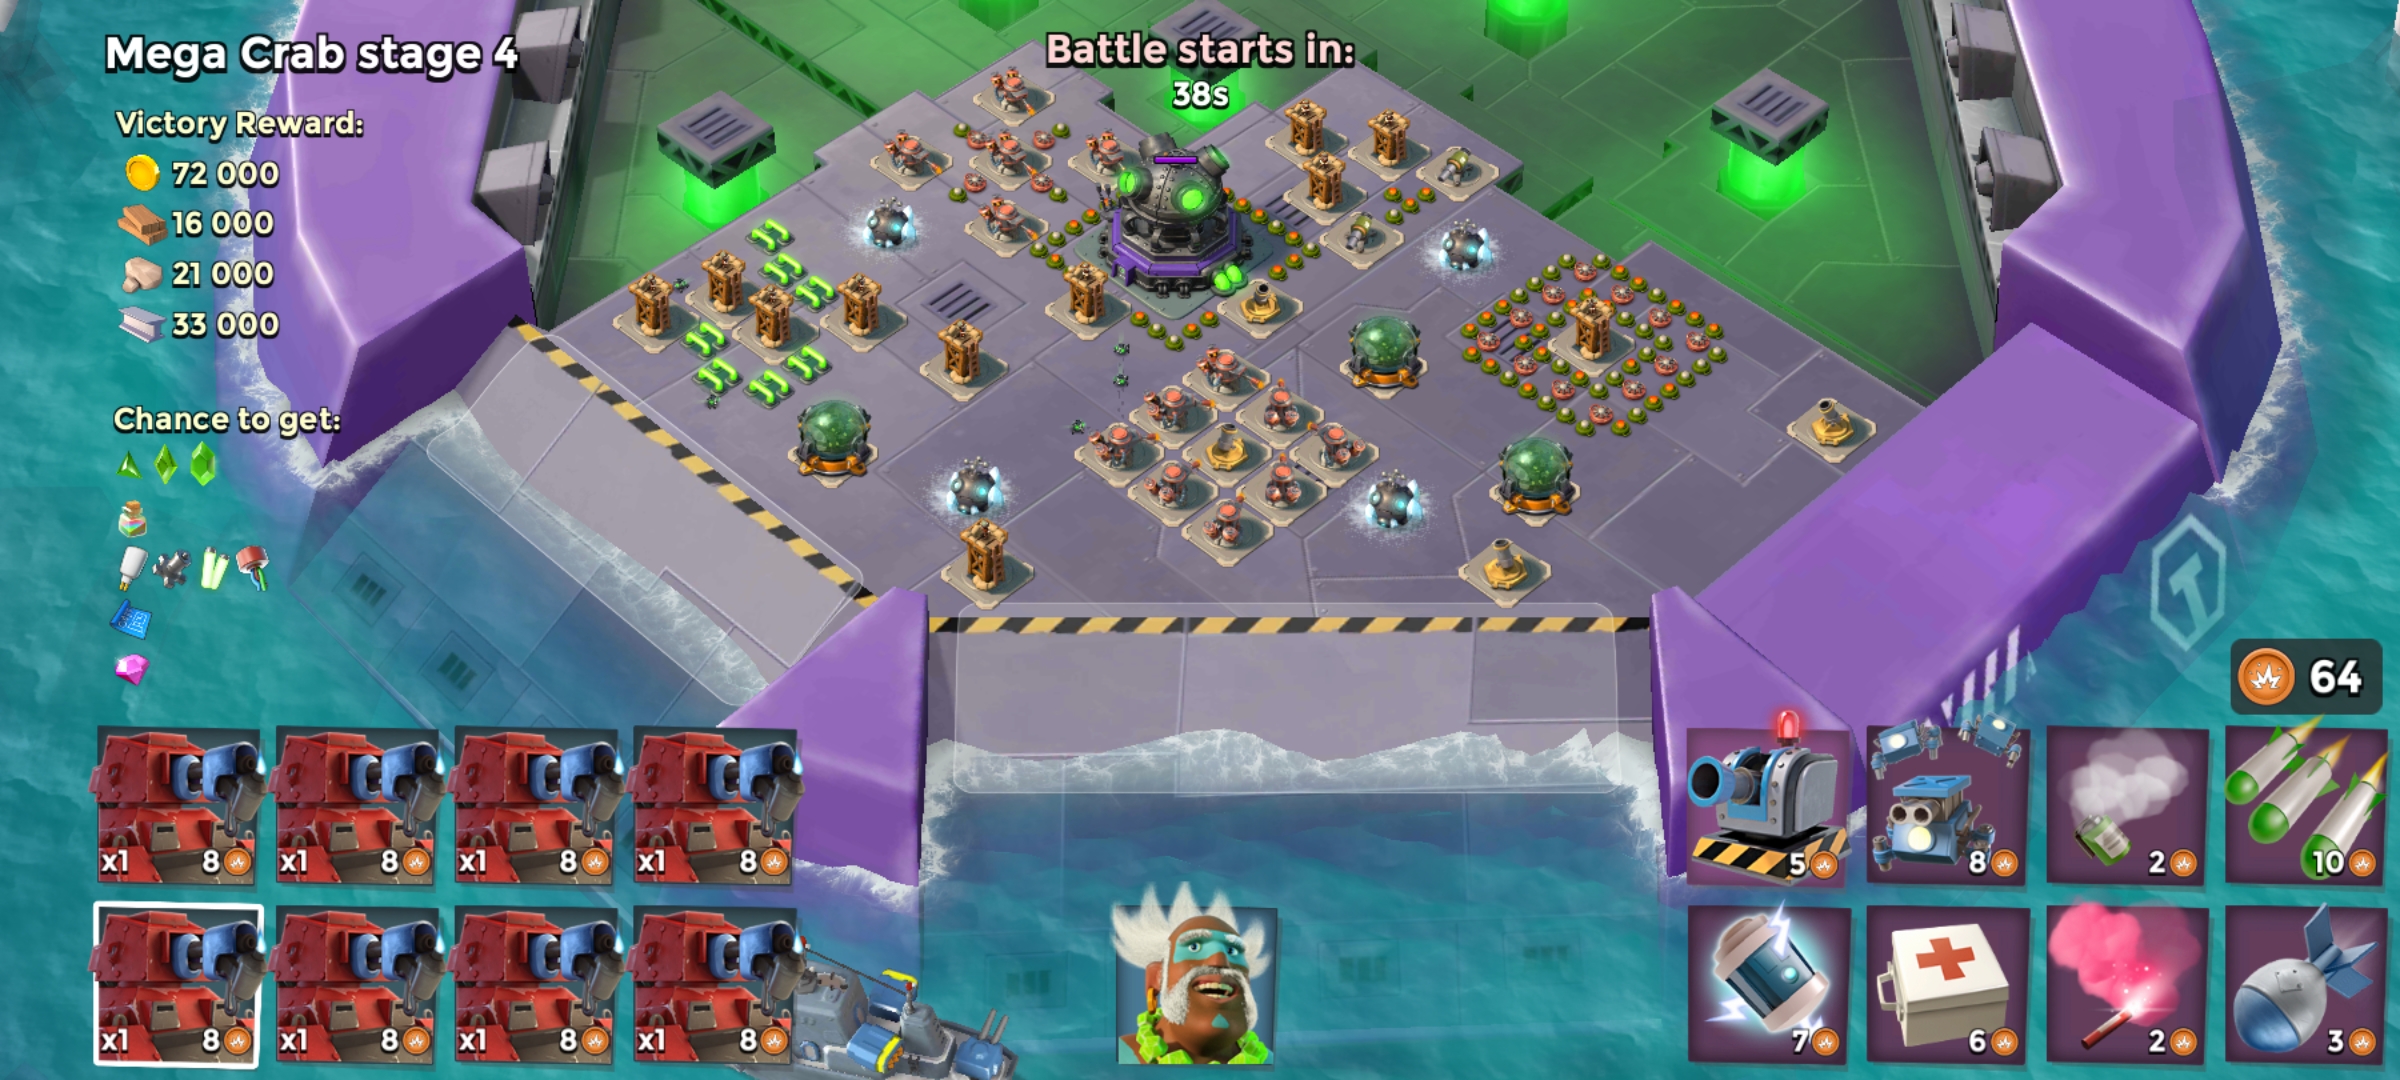 Mega Crab stage 4
Battle starts in:
38s
Victory Reward:
72 000
16 000
21 000
33 000
Chance to get:
64
x1 8
x1 8
x1 8
x1 8
5
8
2
10
x1 8
x1 8
x1 8
x1 8
7
6
2
3